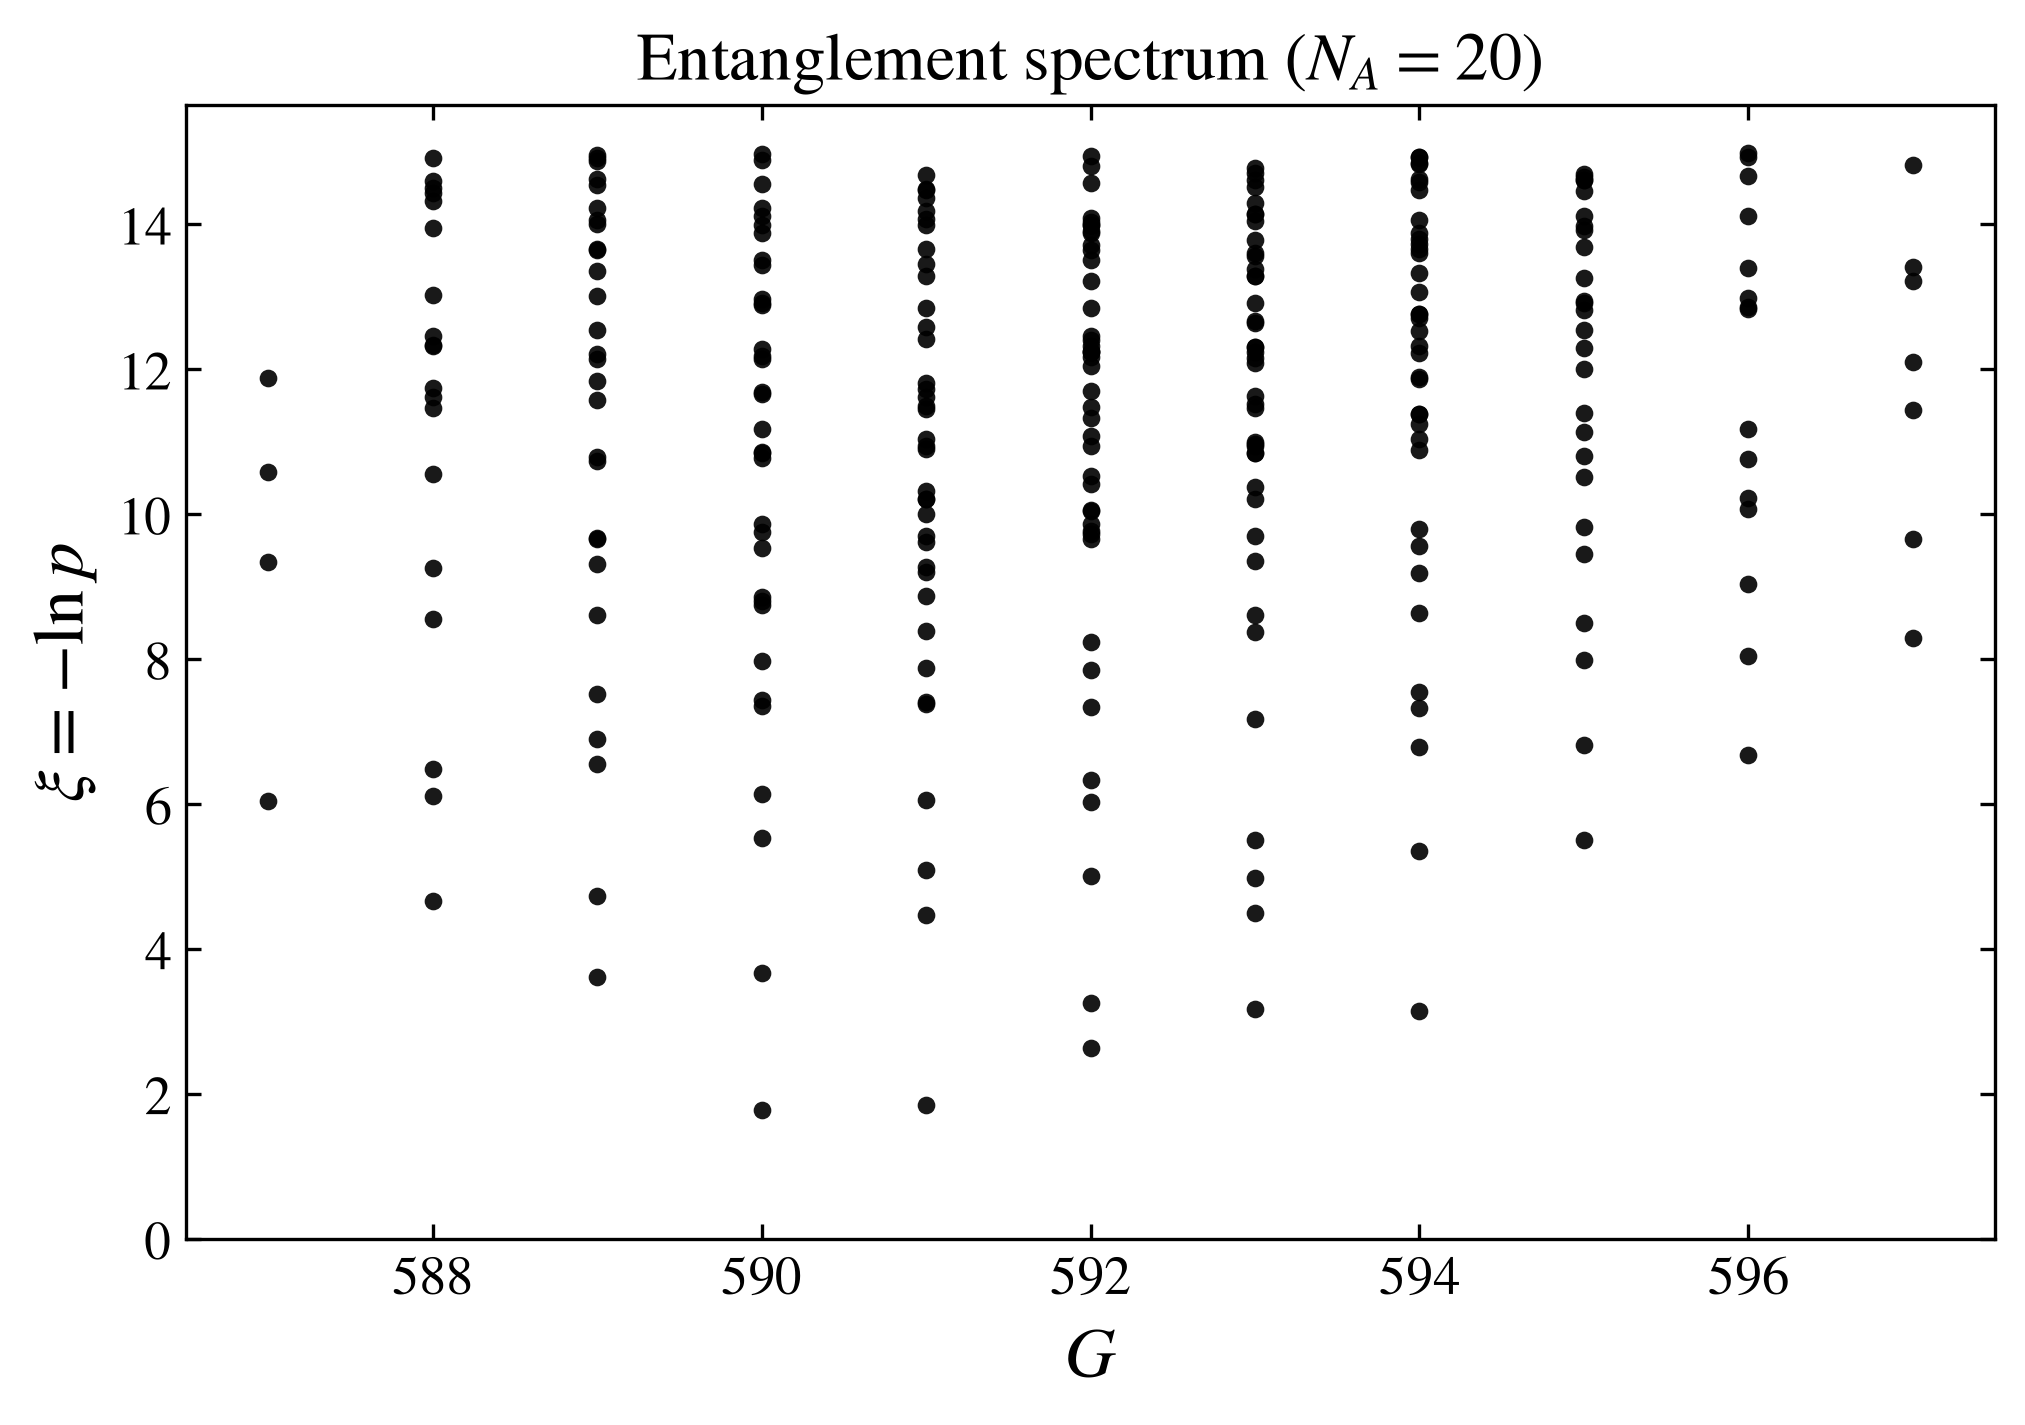 Entanglement spectrum (N_A = 20)
ξ = −ln p
14
12
10
8
6
4
2
0
588 590 592 594 596
G